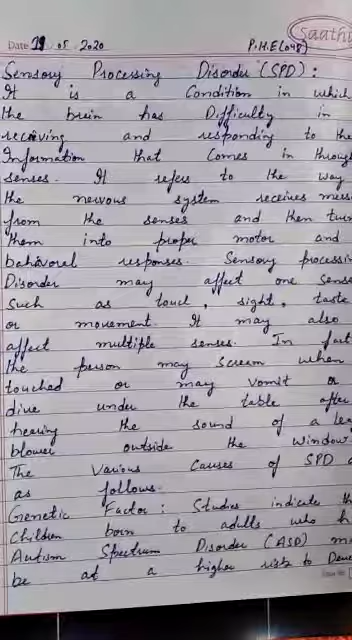 Saathi
Date 29 05 2020
P.H.E (048)
Sensory Processing Disorder (SPD) :
It is a Condition in which
the brein has Difficulty in
receiving and responding to the
Information that comes in through
senses. It refers to the way
the nervous system receives mess
from the senses and then turn
them into proper motor and
behavoral responses. Sensory processin
Disorder may affect one sense
Such as touch, sight, taste
or movement. It may also
affect multiple senses. In fact
the person may scream when
touched or may vomit or
dive under the table after
hearing the sound of a lea
blower outside the window
The Various Causes of SPD a
as follows.
Genetic Factor : Studies indicate th
children born to adults who h
Autism Spectrum Disorder (ASD) m
be at a higher risk to Deve